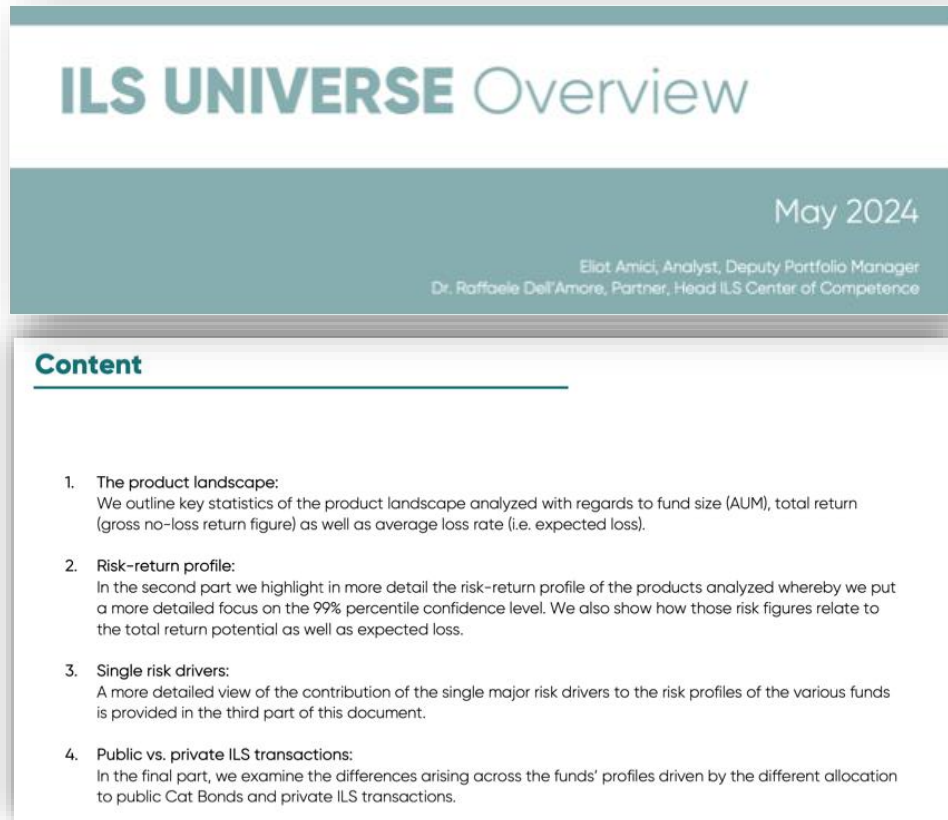 ILS UNIVERSE Overview
May 2024
Eliot Amici, Analyst, Deputy Portfolio Manager
Dr. Raffaele Dell'Amore, Partner, Head ILS Center of Competence
Content
1. The product landscape:
We outline key statistics of the product landscape analyzed with regards to fund size (AUM), total return
(gross no-loss return figure) as well as average loss rate (i.e. expected loss).
2. Risk-return profile:
In the second part we highlight in more detail the risk-return profile of the products analyzed whereby we put
a more detailed focus on the 99% percentile confidence level. We also show how those risk figures relate to
the total return potential as well as expected loss.
3. Single risk drivers:
A more detailed view of the contribution of the single major risk drivers to the risk profiles of the various funds
is provided in the third part of this document.
4. Public vs. private ILS transactions:
In the final part, we examine the differences arising across the funds' profiles driven by the different allocation
to public Cat Bonds and private ILS transactions.